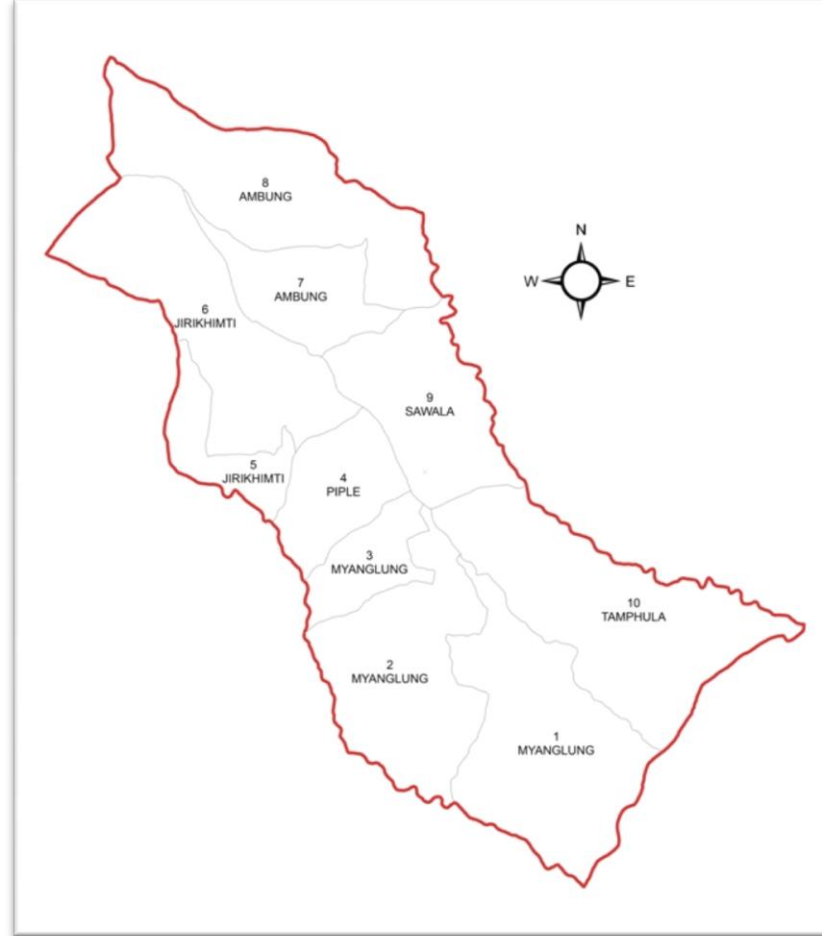 8
AMBUNG
N
W
E
7
AMBUNG
6
JIRIKHIMTI
9
SAWALA
5
JIRIKHIMTI
4
PIPLE
3
MYANGLUNG
10
TAMPHULA
2
MYANGLUNG
1
MYANGLUNG